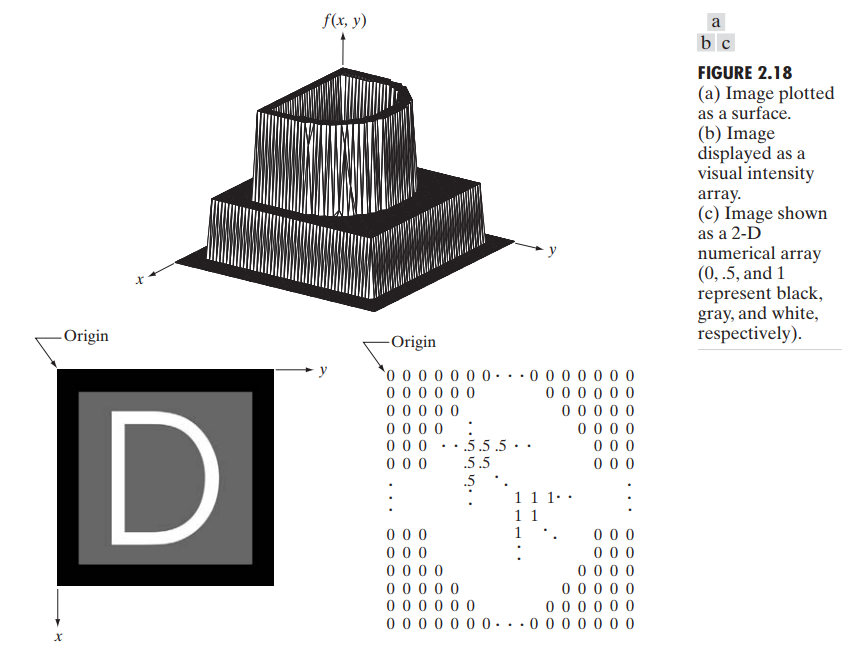 f(x, y)
y
x
a
b c
FIGURE 2.18
(a) Image plotted
as a surface.
(b) Image
displayed as a
visual intensity
array.
(c) Image shown
as a 2-D
numerical array
(0, .5, and 1
represent black,
gray, and white,
respectively).
Origin
y
D
x
Origin
0 0 0 0 0 0 0 · · · 0 0 0 0 0 0 0
0 0 0 0 0 0 0 0 0 0 0 0
0 0 0 0 0 0 0 0 0 0
0 0 0 0 0 0 0 0
0 0 0 · · .5 .5 .5 · · 0 0 0
0 0 0 .5 .5 0 0 0
.5
1 1 1 · ·
1 1
0 0 0 1 0 0 0
0 0 0 0 0 0
0 0 0 0 0 0 0 0
0 0 0 0 0 0 0 0 0 0
0 0 0 0 0 0 0 0 0 0 0 0
0 0 0 0 0 0 0 · · · 0 0 0 0 0 0 0